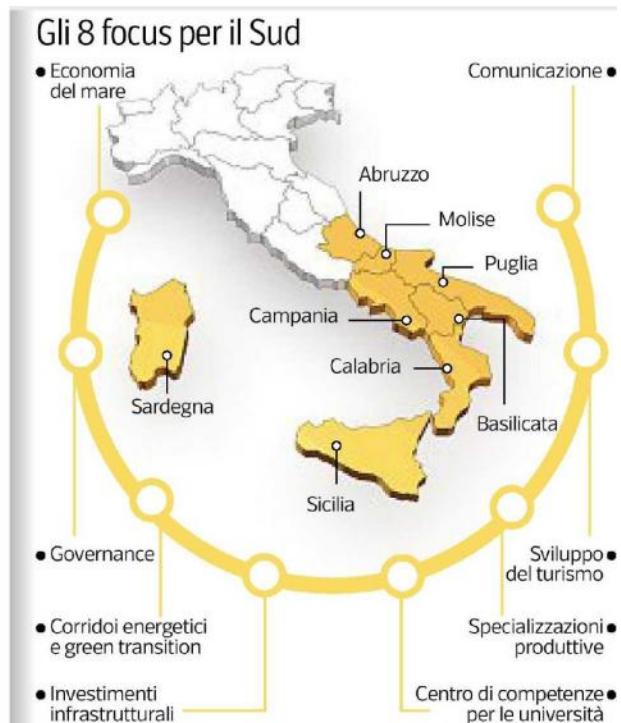 Gli 8 focus per il Sud
Economia
del mare
Comunicazione
Abruzzo
Molise
Puglia
Campania
Calabria
Sardegna
Basilicata
Sicilia
Governance
Sviluppo
del turismo
Corridoi energetici
e green transition
Specializzazioni
produttive
Investimenti
infrastrutturali
Centro di competenze
per le università